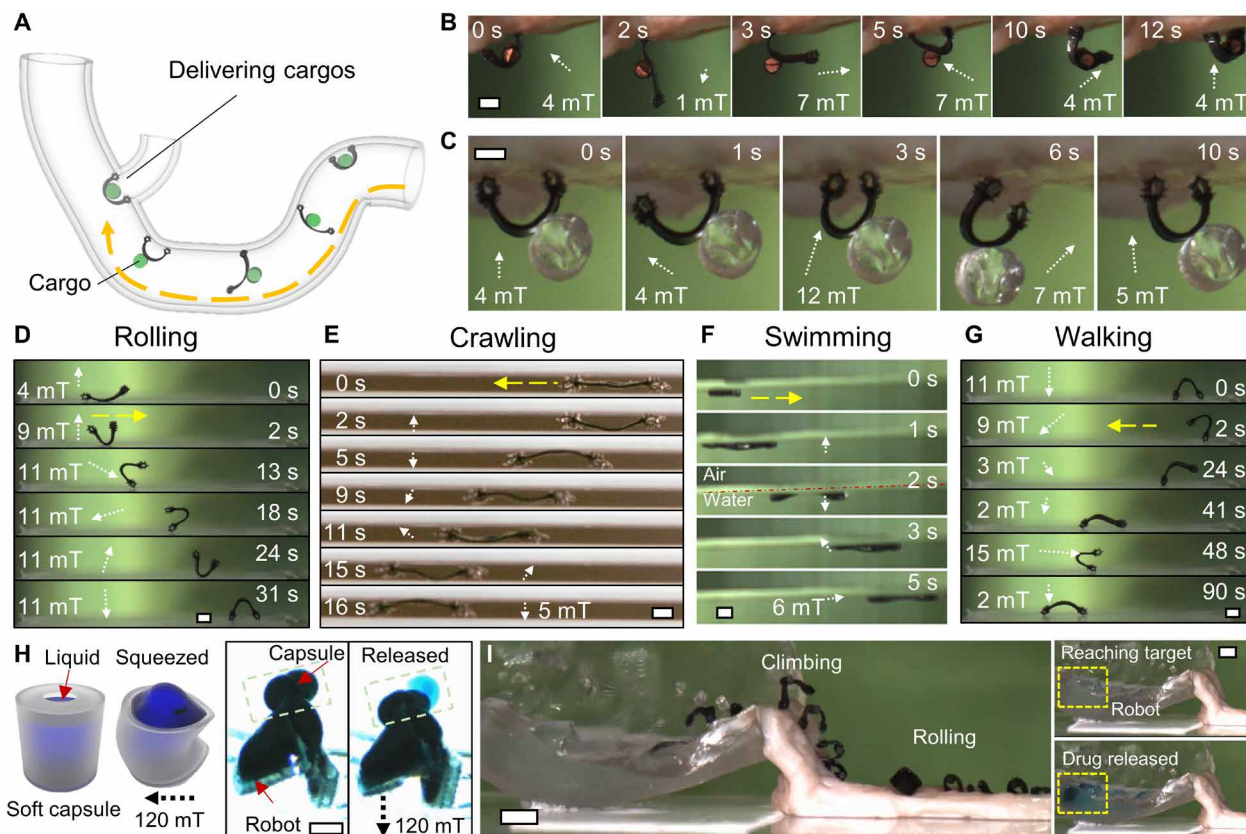 A
Delivering cargos
Cargo
B
0 s
2 s
3 s
5 s
10 s
12 s
4 mT
1 mT
7 mT
7 mT
4 mT
4 mT
C
0 s
1 s
3 s
6 s
10 s
4 mT
4 mT
12 mT
7 mT
5 mT
D
Rolling
4 mT
0 s
9 mT
2 s
11 mT
13 s
11 mT
18 s
11 mT
24 s
11 mT
31 s
E
Crawling
0 s
2 s
5 s
9 s
11 s
15 s
16 s
5 mT
F
Swimming
0 s
1 s
Air
2 s
Water
3 s
5 s
6 mT
G
Walking
11 mT
0 s
9 mT
2 s
3 mT
24 s
2 mT
41 s
15 mT
48 s
2 mT
90 s
H
Liquid
Squeezed
Soft capsule
120 mT
Capsule
Released
Robot
120 mT
I
Climbing
Rolling
Reaching target
Robot
Drug released